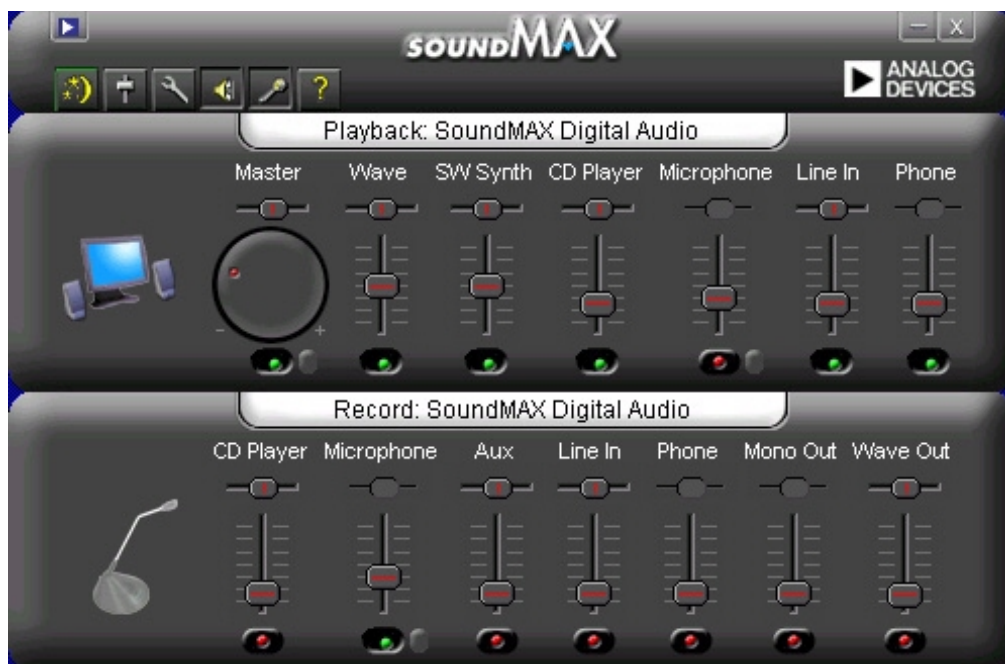 SOUNDMAX
X
ANALOG
DEVICES
?
Playback: SoundMAX Digital Audio
Master Wave SW Synth CD Player Microphone Line In Phone
- +
Record: SoundMAX Digital Audio
CD Player Microphone Aux Line In Phone Mono Out Wave Out